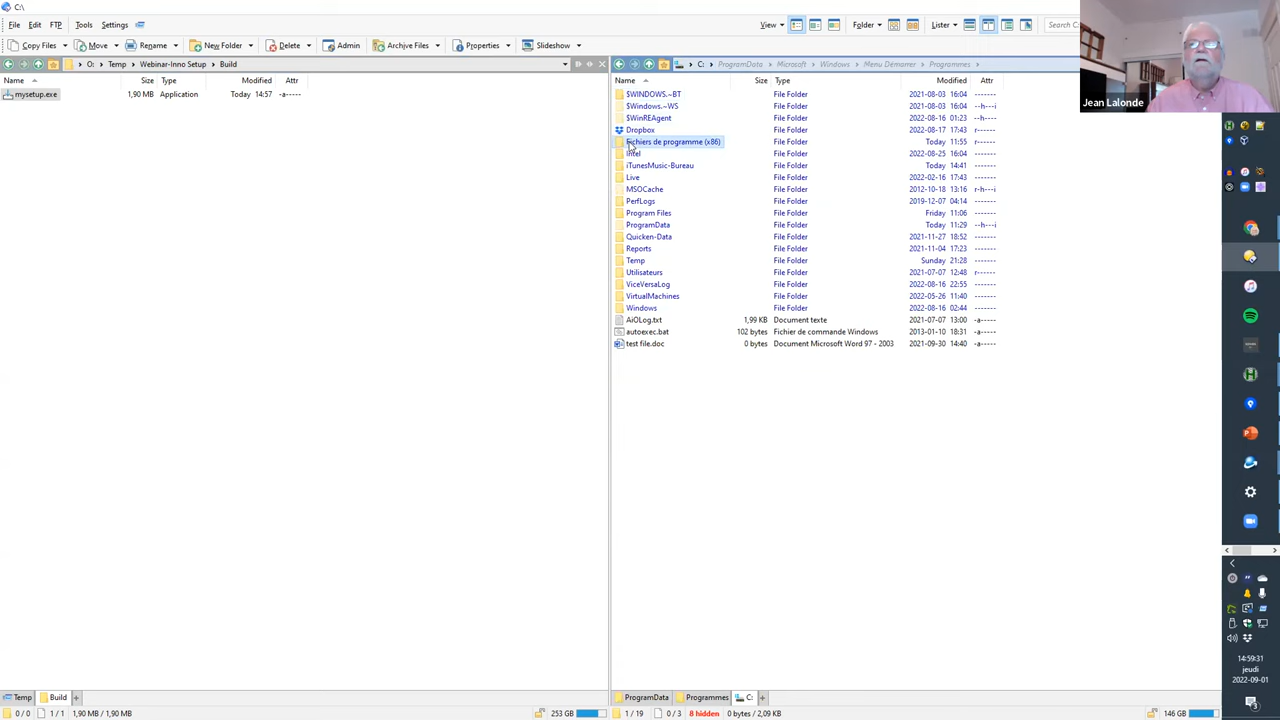 C:\
File Edit FTP Tools Settings View Folder Lister Search C:
Copy Files Move Rename New Folder Delete Admin Archive Files Properties Slideshow
O: Temp Webinar-Inno Setup Build
C: ProgramData Microsoft Windows Menu Démarrer Programmes
Name Size Type Modified Attr
mysetup.exe 1,90 MB Application Today 14:57 -a-----
Name Size Type Modified Attr
$WINDOWS.~BT File Folder 2021-08-03 16:04 -------
$Windows.~WS File Folder 2021-08-03 16:04 --h---i
$WinREAgent File Folder 2022-08-16 01:23 --h----
Dropbox File Folder 2022-08-17 17:43 r------
Fichiers de programme (x86) File Folder Today 11:55 r------
Intel File Folder 2022-08-25 16:04 -------
iTunesMusic-Bureau File Folder Today 14:41 -------
Live File Folder 2022-02-16 17:43 -------
MSOCache File Folder 2012-10-18 13:16 r-h---i
PerfLogs File Folder 2019-12-07 04:14 -------
Program Files File Folder Friday 11:06 -------
ProgramData File Folder Today 11:29 --h---i
Quicken-Data File Folder 2021-11-27 18:52 -------
Reports File Folder 2021-11-04 17:23 -------
Temp File Folder Sunday 21:28 -------
Utilisateurs File Folder 2021-07-07 12:48 r------
ViceVersaLog File Folder 2022-08-16 22:55 -------
VirtualMachines File Folder 2022-05-26 11:40 -------
Windows File Folder 2022-08-16 02:44 -------
AiOLog.txt 1,99 KB Document texte 2021-07-07 13:00 -a-----
autoexec.bat 102 bytes Fichier de commande Windows 2013-01-10 18:31 -a-----
test file.doc 0 bytes Document Microsoft Word 97 - 2003 2021-09-30 14:40 -a-----
Jean Lalonde
14:59:31
jeudi
2022-09-01
Temp Build
ProgramData Programmes C:
0 / 0 1 / 1 1,90 MB / 1,90 MB 233 GB
1 / 19 0 / 3 8 hidden 0 bytes / 2,09 KB 146 GB